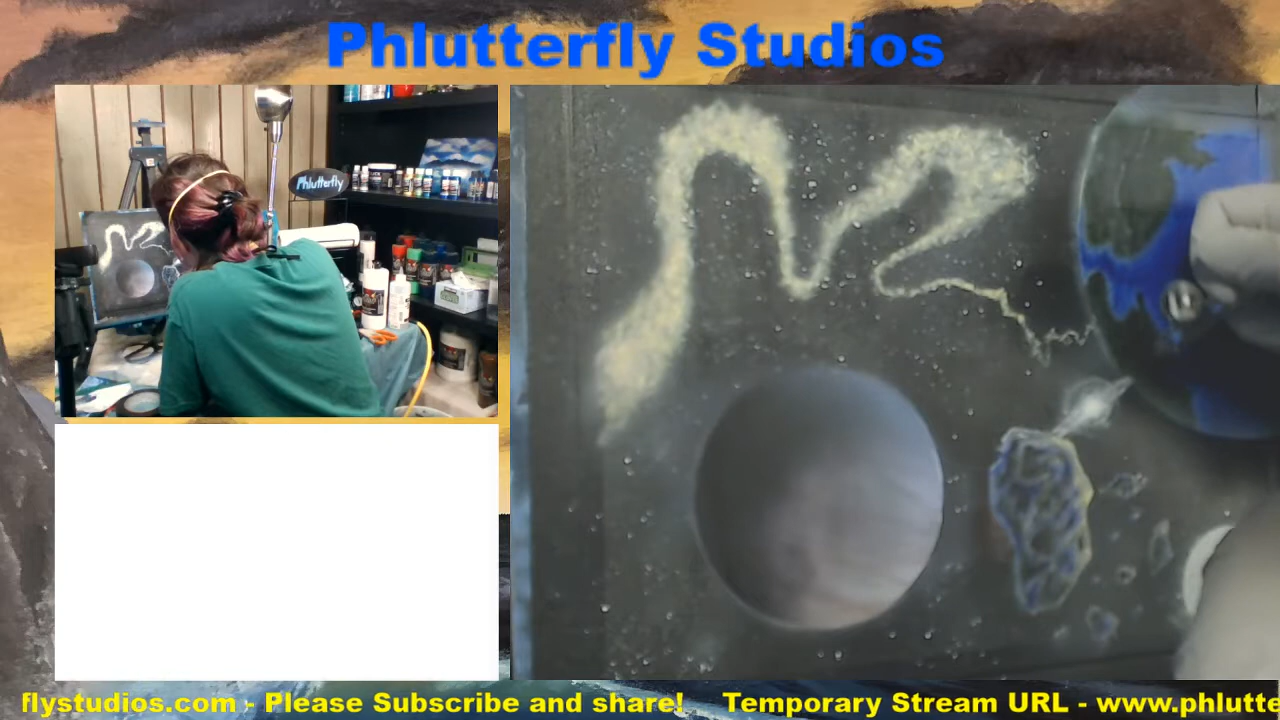 Phlutterfly Studios
Phlutterfly
flystudios.com - Please Subscribe and share! Temporary Stream URL - www.phlutte